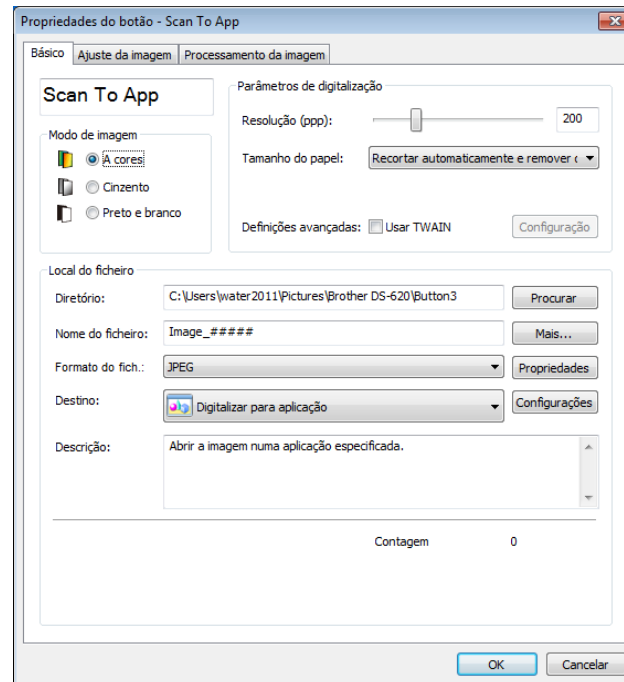 Propriedades do botão - Scan To App
Básico Ajuste da imagem Processamento da imagem
Scan To App
Modo de imagem
A cores
Cinzento
Preto e branco
Parâmetros de digitalização
Resolução (ppp): 200
Tamanho do papel: Recortar automaticamente e remover
Definições avançadas: Usar TWAIN Configuração
Local do ficheiro
Diretório: C:\Users\water2011\Pictures\Brother DS-620\Button3 Procurar
Nome do ficheiro: Image_##### Mais...
Formato do fich.: JPEG Propriedades
Destino: Digitalizar para aplicação Configurações
Descrição: Abrir a imagem numa aplicação especificada.
Contagem 0
OK Cancelar